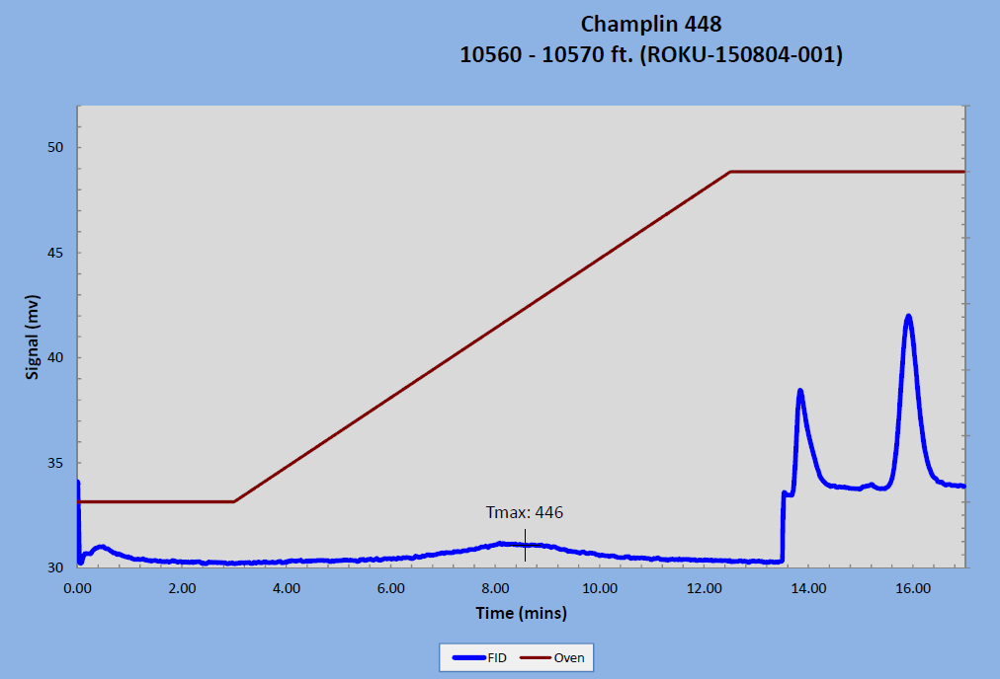 Champlin 448
10560 - 10570 ft. (ROKU-150804-001)
50
45
40
35
30
Signal (mv)
Tmax: 446
0.00 2.00 4.00 6.00 8.00 10.00 12.00 14.00 16.00
Time (mins)
FID Oven